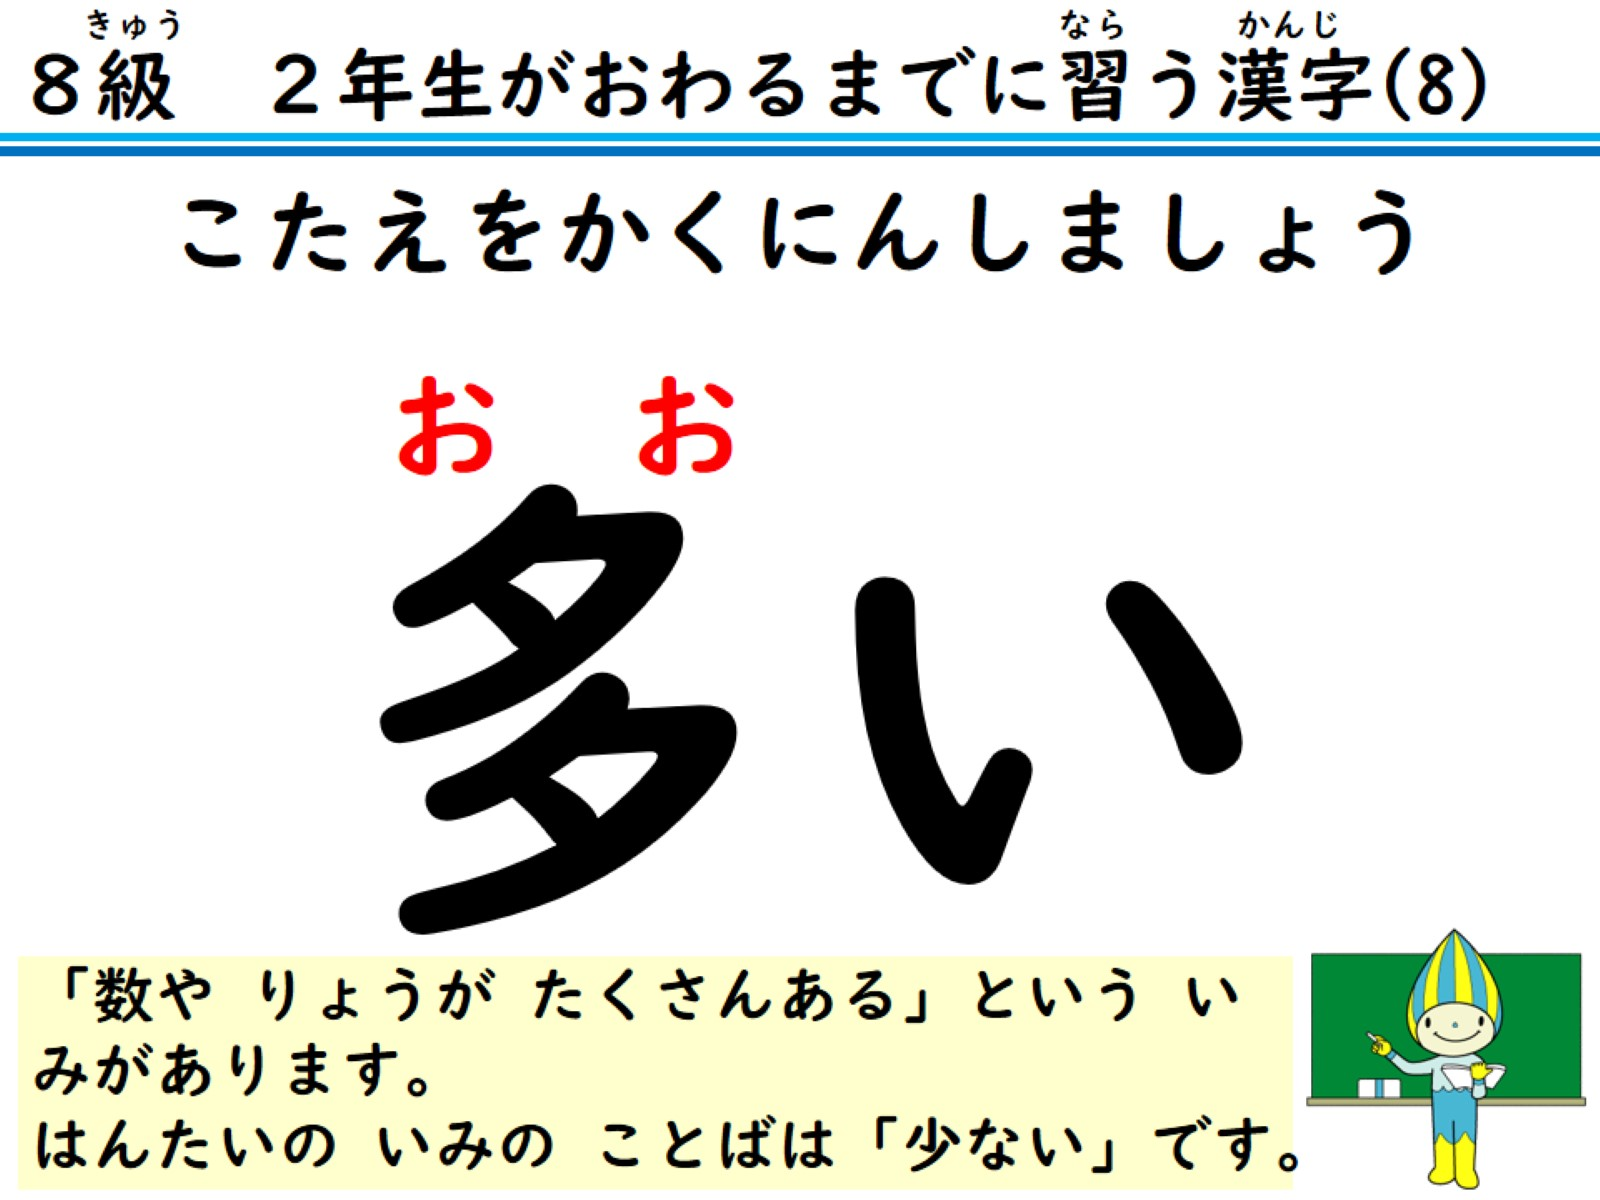 きゅう なら かんじ
８級　２年生がおわるまでに習う漢字(8)
こたえをかくにんしましょう
お お
多い
「数や りょうが たくさんある」という い
みがあります。
はんたいの いみの ことばは「少ない」です。